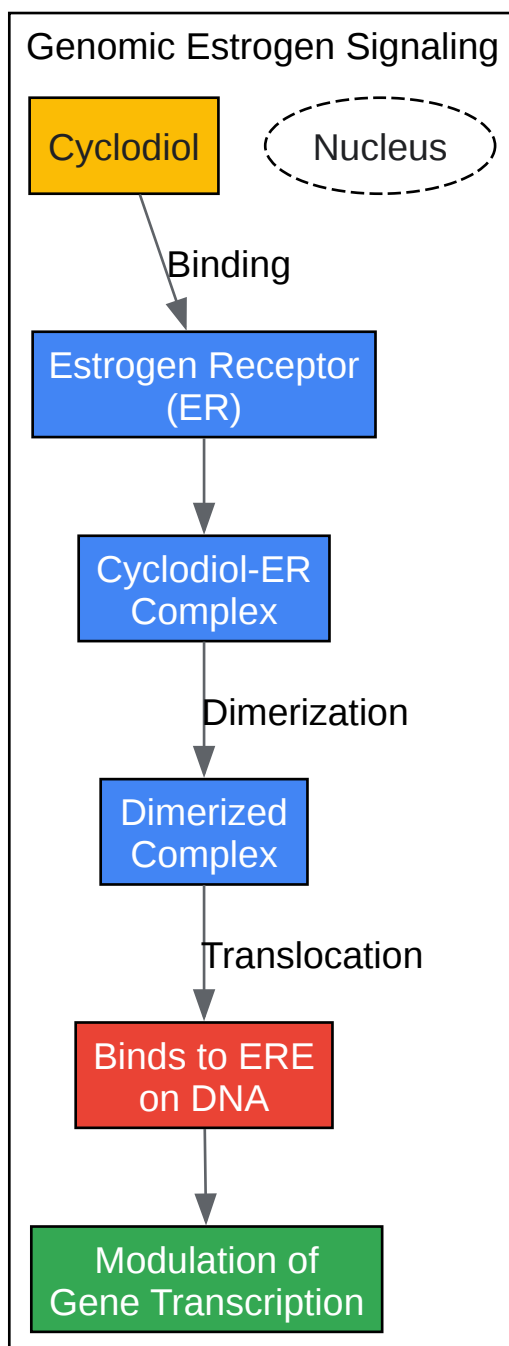 Genomic Estrogen Signaling
Cyclodiol
Nucleus
Binding
Estrogen Receptor
(ER)
Cyclodiol-ER
Complex
Dimerization
Dimerized
Complex
Translocation
Binds to ERE
on DNA
Modulation of
Gene Transcription